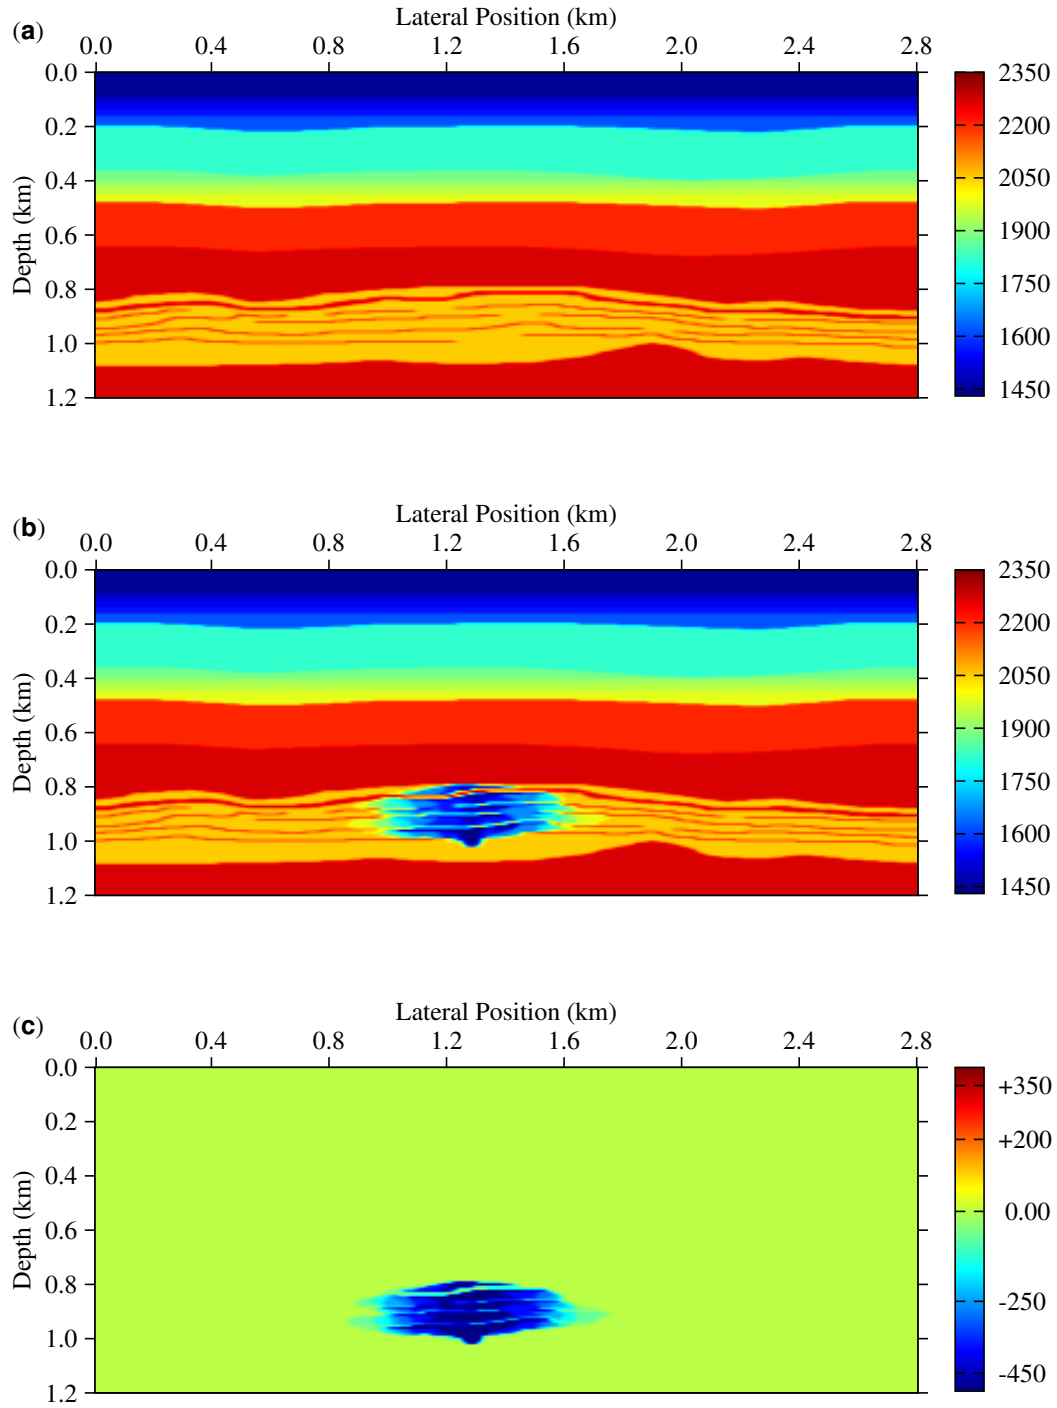 Lateral Position (km)
(a)
0.0 0.4 0.8 1.2 1.6 2.0 2.4 2.8
0.0 2350
0.2 2200
0.4 2050
0.6 1900
0.8 1750
1.0 1600
1.2 1450
Depth (km)
Lateral Position (km)
(b)
0.0 0.4 0.8 1.2 1.6 2.0 2.4 2.8
0.0 2350
0.2 2200
0.4 2050
0.6 1900
0.8 1750
1.0 1600
1.2 1450
Depth (km)
Lateral Position (km)
(c)
0.0 0.4 0.8 1.2 1.6 2.0 2.4 2.8
0.0 +350
0.2 +200
0.4 0.00
0.6 -250
0.8 -450
1.0
1.2
Depth (km)